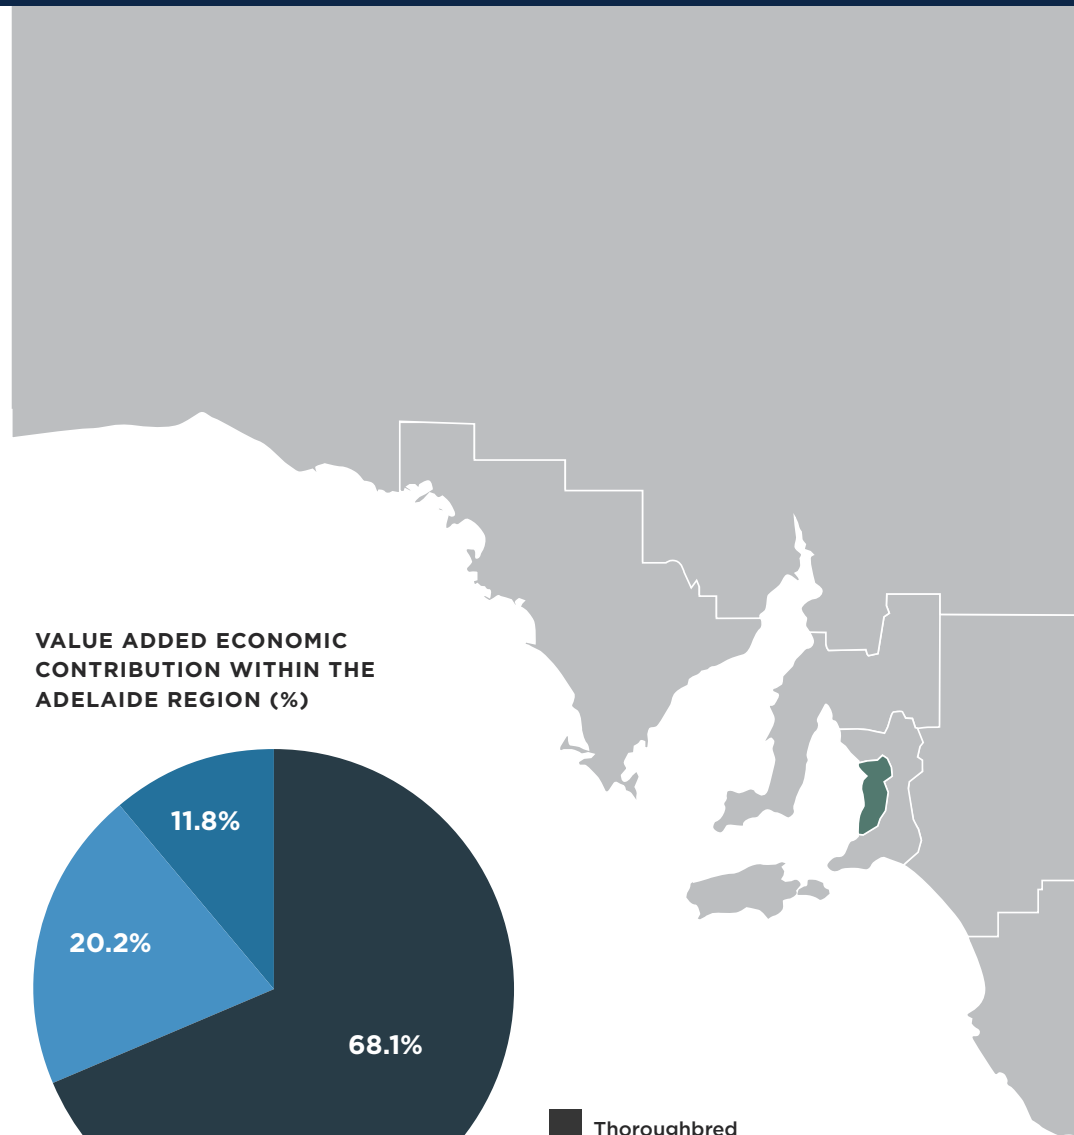 VALUE ADDED ECONOMIC
CONTRIBUTION WITHIN THE
ADELAIDE REGION (%)
11.8%
20.2%
68.1%
Thoroughbred